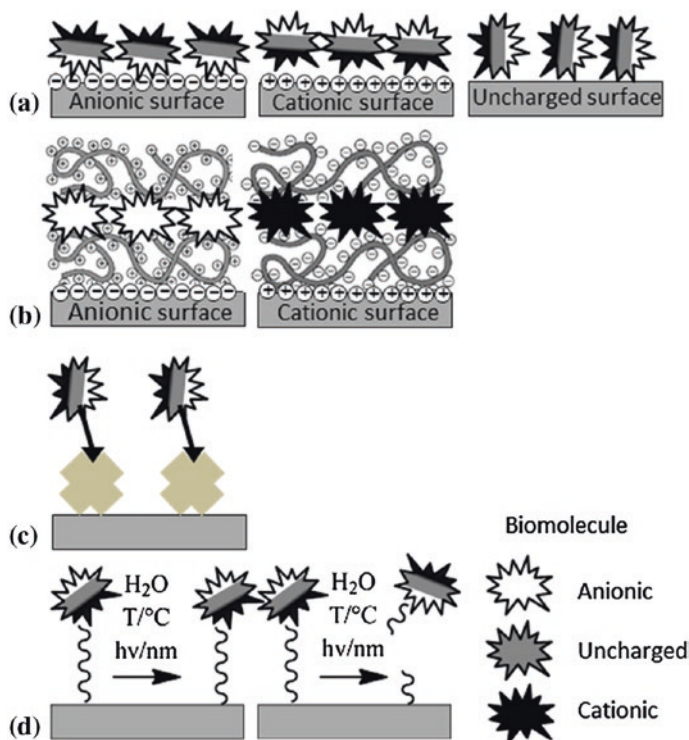 (a)
Anionic surface
Cationic surface
Uncharged surface
(b)
Anionic surface
Cationic surface
(c)
(d)
H₂O
T/°C
hν/nm
H₂O
T/°C
hν/nm
Biomolecule
Anionic
Uncharged
Cationic